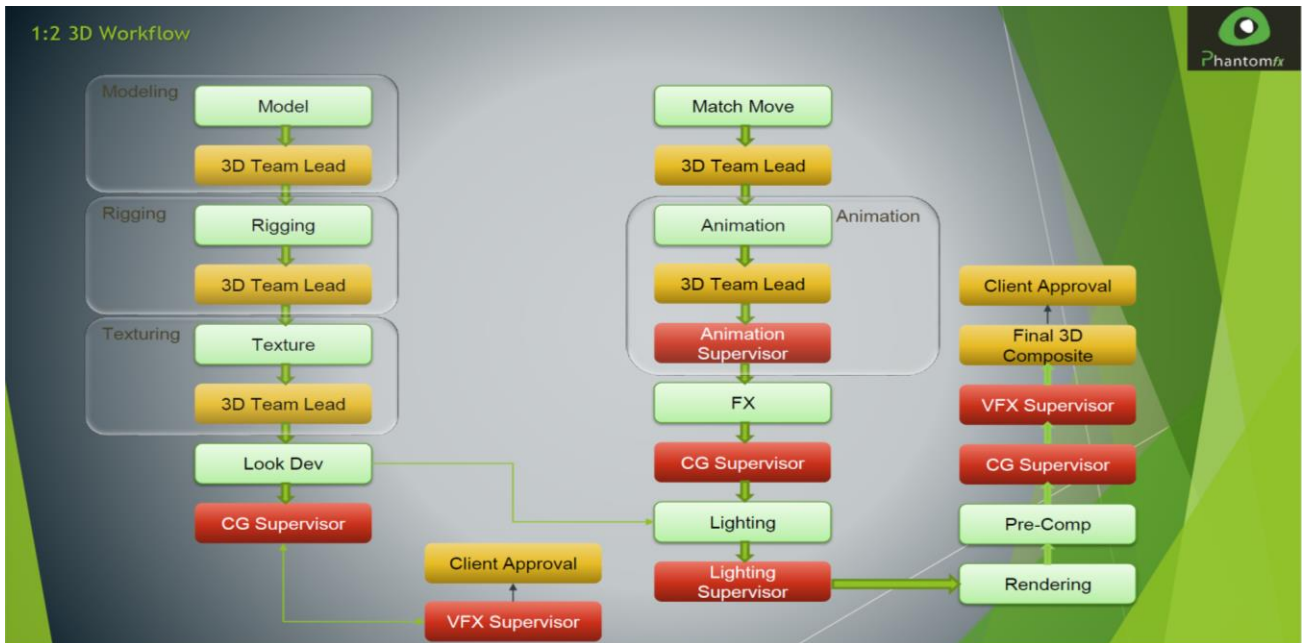 1:2 3D Workflow
Phantomfx
Modeling
Model
3D Team Lead
Rigging
Rigging
3D Team Lead
Texturing
Texture
3D Team Lead
Look Dev
CG Supervisor
Client Approval
VFX Supervisor
Match Move
3D Team Lead
Animation
Animation
3D Team Lead
Animation
Supervisor
FX
CG Supervisor
Lighting
Lighting
Supervisor
Client Approval
Final 3D
Composite
VFX Supervisor
CG Supervisor
Pre-Comp
Rendering